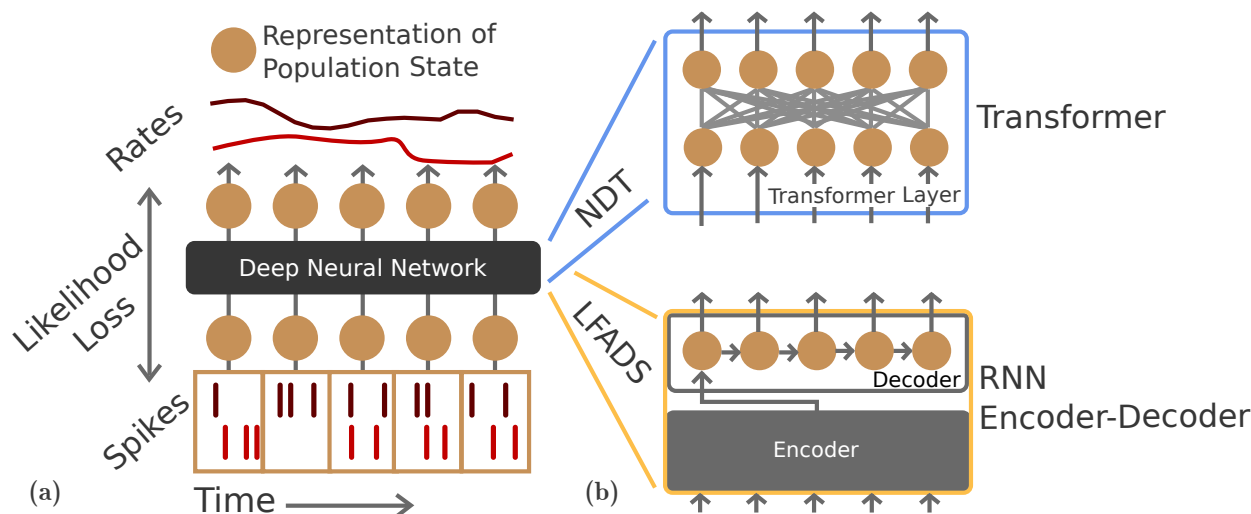 Representation of
Population State
Rates
Likelihood
Loss
Deep Neural Network
Spikes
Time
(a)
NDT
Transformer
Transformer Layer
LFADS
Decoder
RNN
Encoder-Decoder
Encoder
(b)